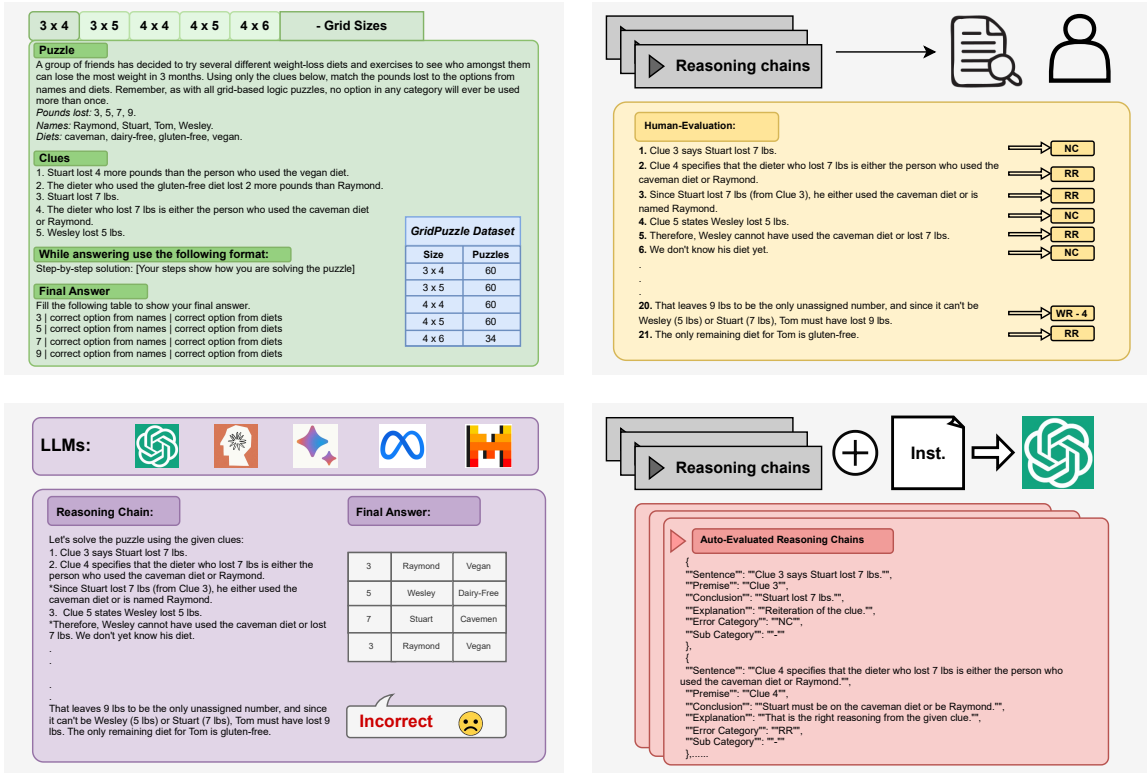 3 x 4 3 x 5 4 x 4 4 x 5 4 x 6 - Grid Sizes
Puzzle
A group of friends has decided to try several different weight-loss diets and exercises to see who amongst them
can lose the most weight in 3 months. Using only the clues below, match the pounds lost to the options from
names and diets. Remember, as with all grid-based logic puzzles, no option in any category will ever be used
more than once.
Pounds lost: 3, 5, 7, 9.
Names: Raymond, Stuart, Tom, Wesley.
Diets: caveman, dairy-free, gluten-free, vegan.
Clues
1. Stuart lost 4 more pounds than the person who used the vegan diet.
2. The dieter who used the gluten-free diet lost 2 more pounds than Raymond.
3. Stuart lost 7 lbs.
4. The dieter who lost 7 lbs is either the person who used the caveman diet
or Raymond.
5. Wesley lost 5 lbs.
While answering use the following format:
Step-by-step solution: [Your steps show how you are solving the puzzle]
Final Answer
Fill the following table to show your final answer.
3 | correct option from names | correct option from diets
5 | correct option from names | correct option from diets
7 | correct option from names | correct option from diets
9 | correct option from names | correct option from diets
GridPuzzle Dataset
Size Puzzles
3 x 4 60
3 x 5 60
4 x 4 60
4 x 5 60
4 x 6 34
Reasoning chains
Human-Evaluation:
1. Clue 3 says Stuart lost 7 lbs. NC
2. Clue 4 specifies that the dieter who lost 7 lbs is either the person who used the
caveman diet or Raymond. RR
3. Since Stuart lost 7 lbs (from Clue 3), he either used the caveman diet or is
named Raymond. RR
4. Clue 5 states Wesley lost 5 lbs. NC
5. Therefore, Wesley cannot have used the caveman diet or lost 7 lbs. RR
6. We don't know his diet yet. NC
.
.
.
20. That leaves 9 lbs to be the only unassigned number, and since it can't be
Wesley (5 lbs) or Stuart (7 lbs), Tom must have lost 9 lbs. WR - 4
21. The only remaining diet for Tom is gluten-free. RR
LLMs:
Reasoning Chain:
Let's solve the puzzle using the given clues:
1. Clue 3 says Stuart lost 7 lbs.
2. Clue 4 specifies that the dieter who lost 7 lbs is either the
person who used the caveman diet or Raymond.
*Since Stuart lost 7 lbs (from Clue 3), he either used the
caveman diet or is named Raymond.
3. Clue 5 states Wesley lost 5 lbs.
*Therefore, Wesley cannot have used the caveman diet or lost
7 lbs. We don't yet know his diet.
.
.
.
.
That leaves 9 lbs to be the only unassigned number, and since
it can't be Wesley (5 lbs) or Stuart (7 lbs), Tom must have lost 9
lbs. The only remaining diet for Tom is gluten-free.
Final Answer:
3 Raymond Vegan
5 Wesley Dairy-Free
7 Stuart Cavemen
3 Raymond Vegan
Incorrect
Reasoning chains
Inst.
Auto-Evaluated Reasoning Chains
{
""Sentence"": ""Clue 3 says Stuart lost 7 lbs."",
""Premise"": ""Clue 3"",
""Conclusion"": ""Stuart lost 7 lbs."",
""Explanation"": ""Reiteration of the clue."",
""Error Category"": ""NC"",
""Sub Category"": ""-""
},
{
""Sentence"": ""Clue 4 specifies that the dieter who lost 7 lbs is either the person who
used the caveman diet or Raymond."",
""Premise"": ""Clue 4"",
""Conclusion"": ""Stuart must be on the caveman diet or be Raymond."",
""Explanation"": ""That is the right reasoning from the given clue."",
""Error Category"": ""RR"",
""Sub Category"": ""-""
},......